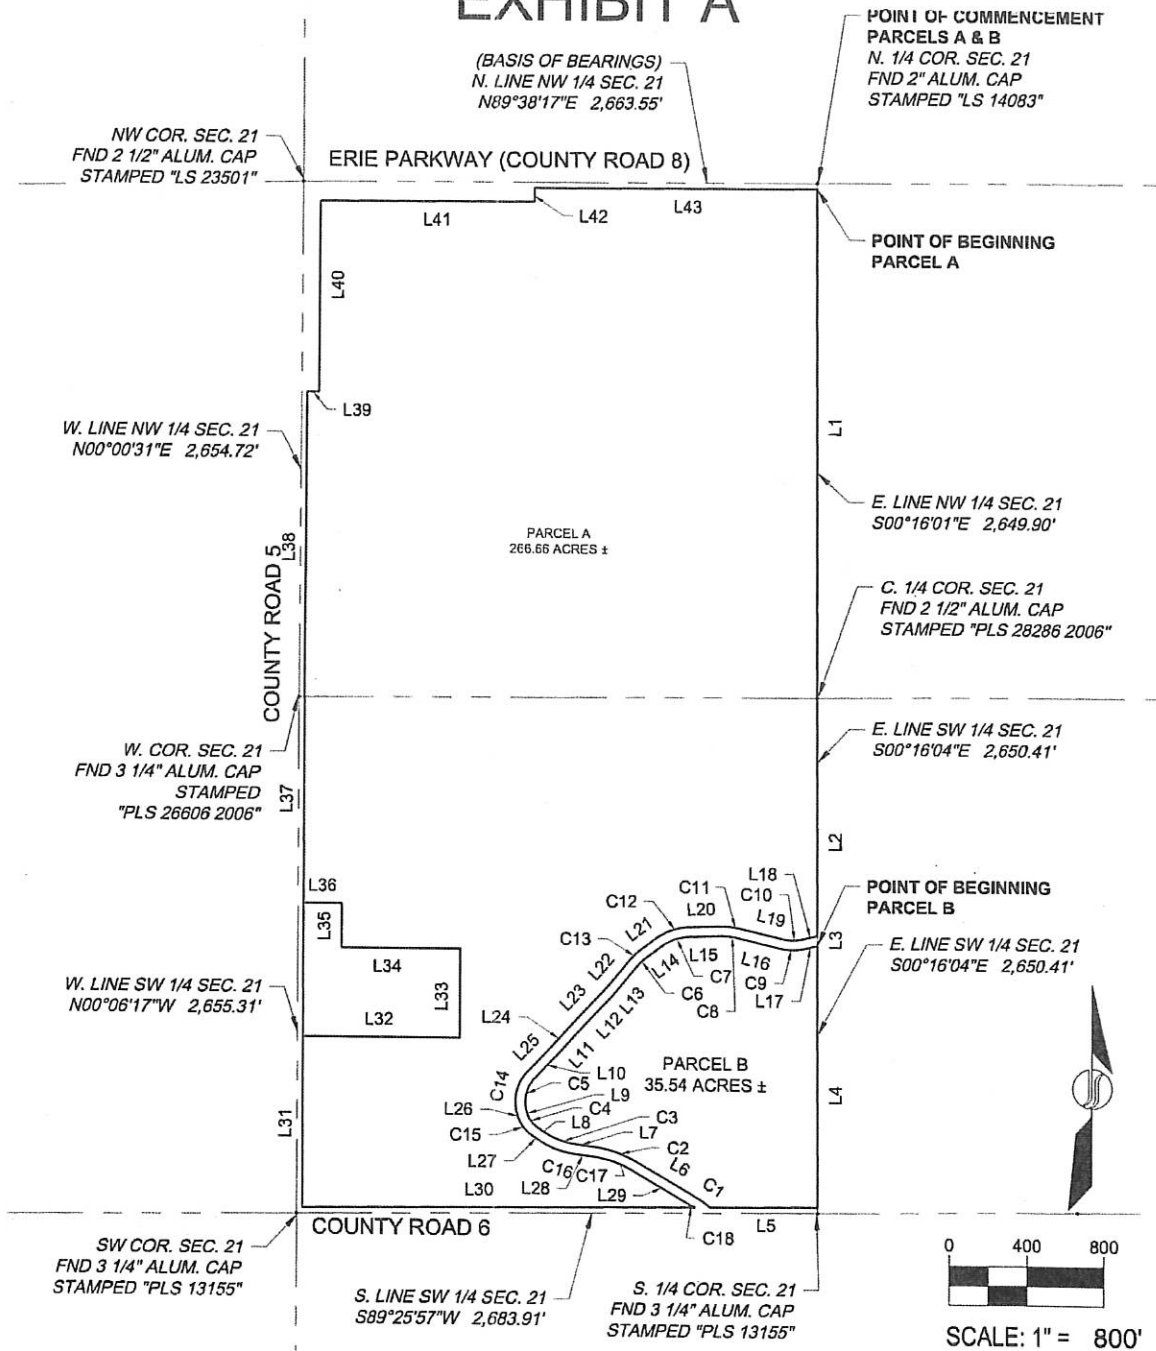 EXHIBIT A
POINT OF COMMENCEMENT
PARCELS A & B
N. 1/4 COR. SEC. 21
FND 2" ALUM. CAP
STAMPED "LS 14083"
(BASIS OF BEARINGS)
N. LINE NW 1/4 SEC. 21
N89°38'17"E 2,663.55'
NW COR. SEC. 21
FND 2 1/2" ALUM. CAP
STAMPED "LS 23501"
ERIE PARKWAY (COUNTY ROAD 8)
L41
L42
L43
POINT OF BEGINNING
PARCEL A
L40
L39
W. LINE NW 1/4 SEC. 21
N00°00'31"E 2,654.72'
L1
E. LINE NW 1/4 SEC. 21
S00°16'01"E 2,649.90'
PARCEL A
266.66 ACRES ±
L38
COUNTY ROAD 5
C. 1/4 COR. SEC. 21
FND 2 1/2" ALUM. CAP
STAMPED "PLS 28286 2006"
W. COR. SEC. 21
FND 3 1/4" ALUM. CAP
STAMPED
"PLS 26606 2006"
L37
E. LINE SW 1/4 SEC. 21
S00°16'04"E 2,650.41'
L2
L36
L35
L34
L33
L32
W. LINE SW 1/4 SEC. 21
N00°06'17"W 2,655.31'
C13
C12
L21
L20
C11
L19
C10
L18
POINT OF BEGINNING
PARCEL B
L3
E. LINE SW 1/4 SEC. 21
S00°16'04"E 2,650.41'
L22
L14
L15
C7
L16
C9
L17
C6
C8
L23
L13
L12
L24
L25
L11
L10
PARCEL B
35.54 ACRES ±
L4
C14
C5
L9
C4
L26
C15
L8
C3
L7
C2
L27
C16
L28
C17
L29
L6
C1
L31
L30
L5
C18
COUNTY ROAD 6
SW COR. SEC. 21
FND 3 1/4" ALUM. CAP
STAMPED "PLS 13155"
S. LINE SW 1/4 SEC. 21
S89°25'57"W 2,683.91'
S. 1/4 COR. SEC. 21
FND 3 1/4" ALUM. CAP
STAMPED "PLS 13155"
0 400 800
SCALE: 1" = 800'